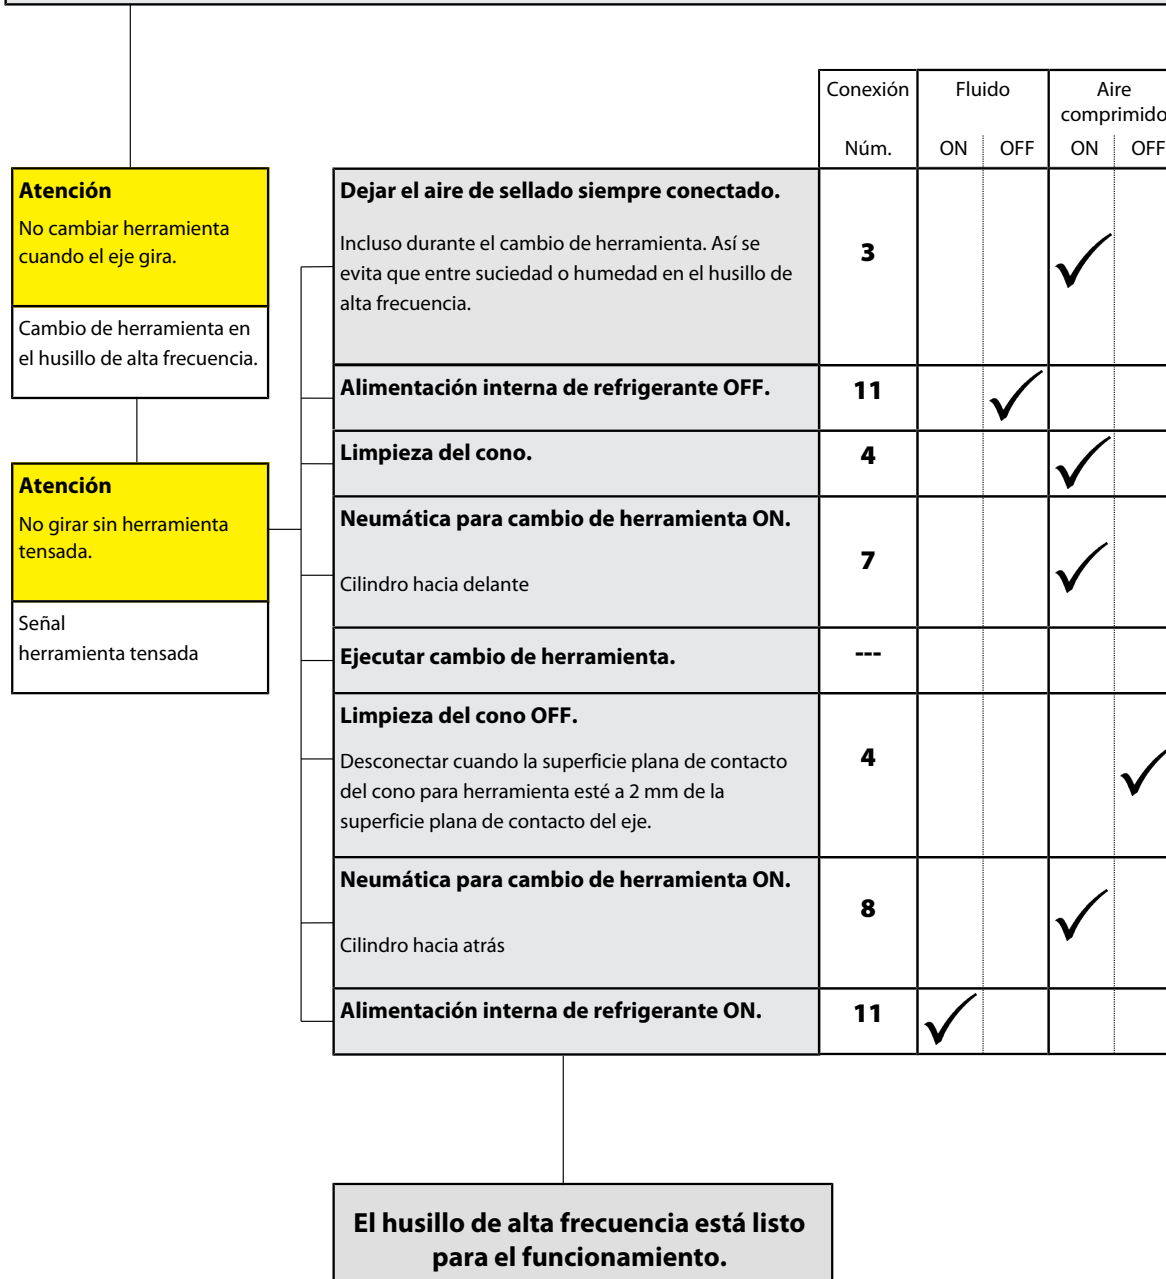 Conexión
Fluido
Aire
comprimido
Núm.
ON
OFF
ON
OFF
Atención
No cambiar herramienta
cuando el eje gira.
Cambio de herramienta en
el husillo de alta frecuencia.
Atención
No girar sin herramienta
tensada.
Señal
herramienta tensada
Dejar el aire de sellado siempre conectado.
Incluso durante el cambio de herramienta. Así se
evita que entre suciedad o humedad en el husillo de
alta frecuencia.
3
Alimentación interna de refrigerante OFF.
11
Limpieza del cono.
4
Neumática para cambio de herramienta ON.
Cilindro hacia delante
7
Ejecutar cambio de herramienta.
---
Limpieza del cono OFF.
Desconectar cuando la superficie plana de contacto
del cono para herramienta esté a 2 mm de la
superficie plana de contacto del eje.
4
Neumática para cambio de herramienta ON.
Cilindro hacia atrás
8
Alimentación interna de refrigerante ON.
11
El husillo de alta frecuencia está listo
para el funcionamiento.